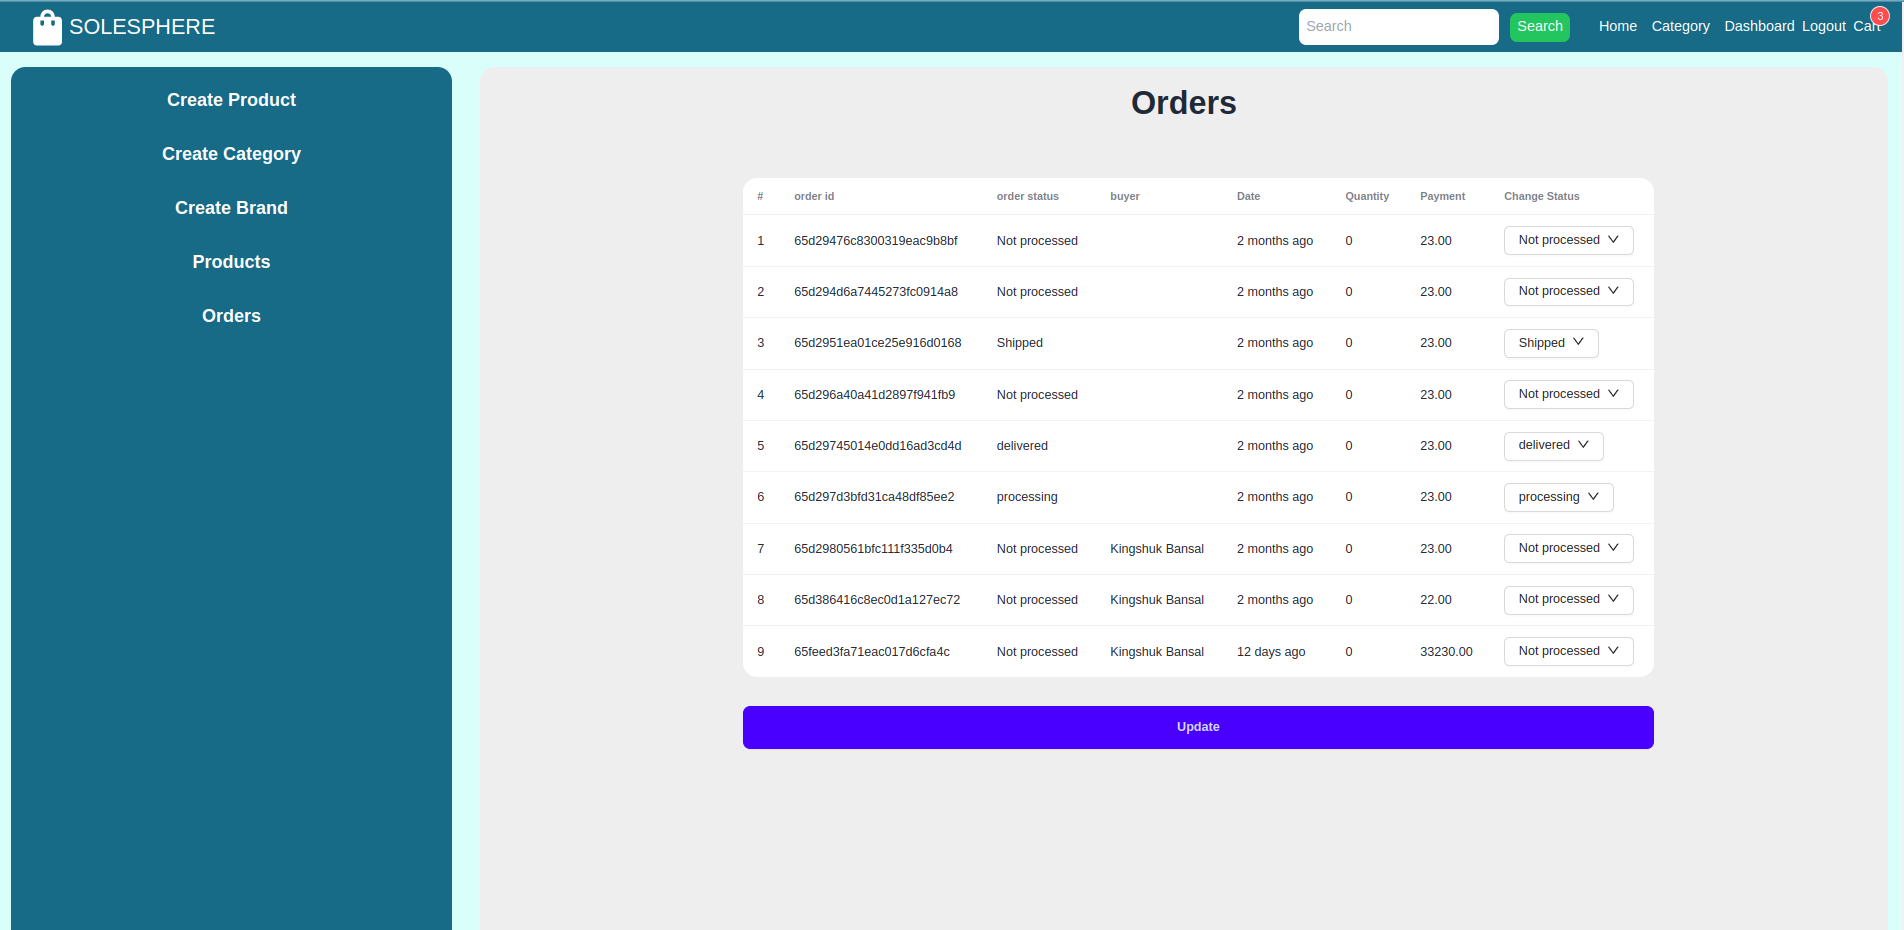 SOLESPHERE Search Search Home Category Dashboard Logout Cart 3
Create Product
Create Category
Create Brand
Products
Orders
Orders
# order id order status buyer Date Quantity Payment Change Status
1 65d29476c8300319eac9b8bf Not processed 2 months ago 0 23.00 Not processed
2 65d294d6a7445273fc0914a8 Not processed 2 months ago 0 23.00 Not processed
3 65d2951ea01ce25e916d0168 Shipped 2 months ago 0 23.00 Shipped
4 65d296a40a41d2897f941fb9 Not processed 2 months ago 0 23.00 Not processed
5 65d29745014e0dd16ad3cd4d delivered 2 months ago 0 23.00 delivered
6 65d297d3bfd31ca48df85ee2 processing 2 months ago 0 23.00 processing
7 65d2980561bfc111f335d0b4 Not processed Kingshuk Bansal 2 months ago 0 23.00 Not processed
8 65d386416c8ec0d1a127ec72 Not processed Kingshuk Bansal 2 months ago 0 22.00 Not processed
9 65feed3fa71eac017d6cfa4c Not processed Kingshuk Bansal 12 days ago 0 33230.00 Not processed
Update